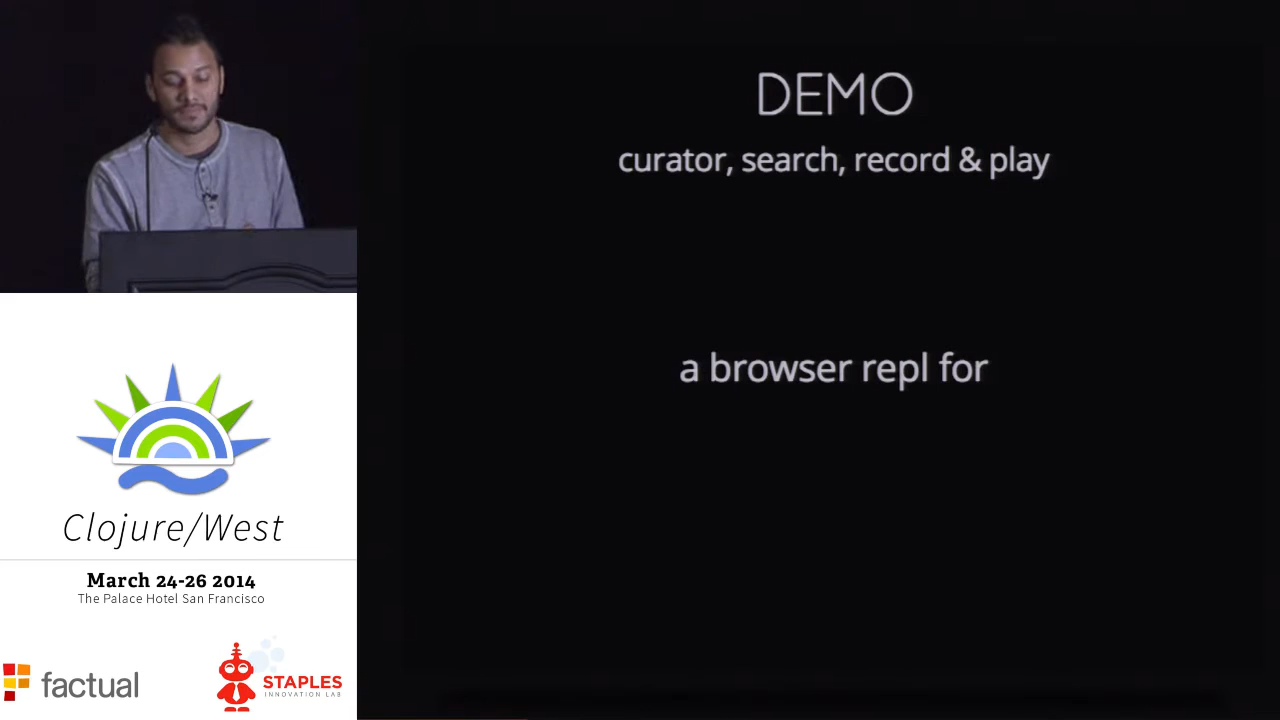 DEMO
curator, search, record & play
a browser repl for
Clojure/West
March 24-26 2014
The Palace Hotel San Francisco
factual
STAPLES
INNOVATION LAB